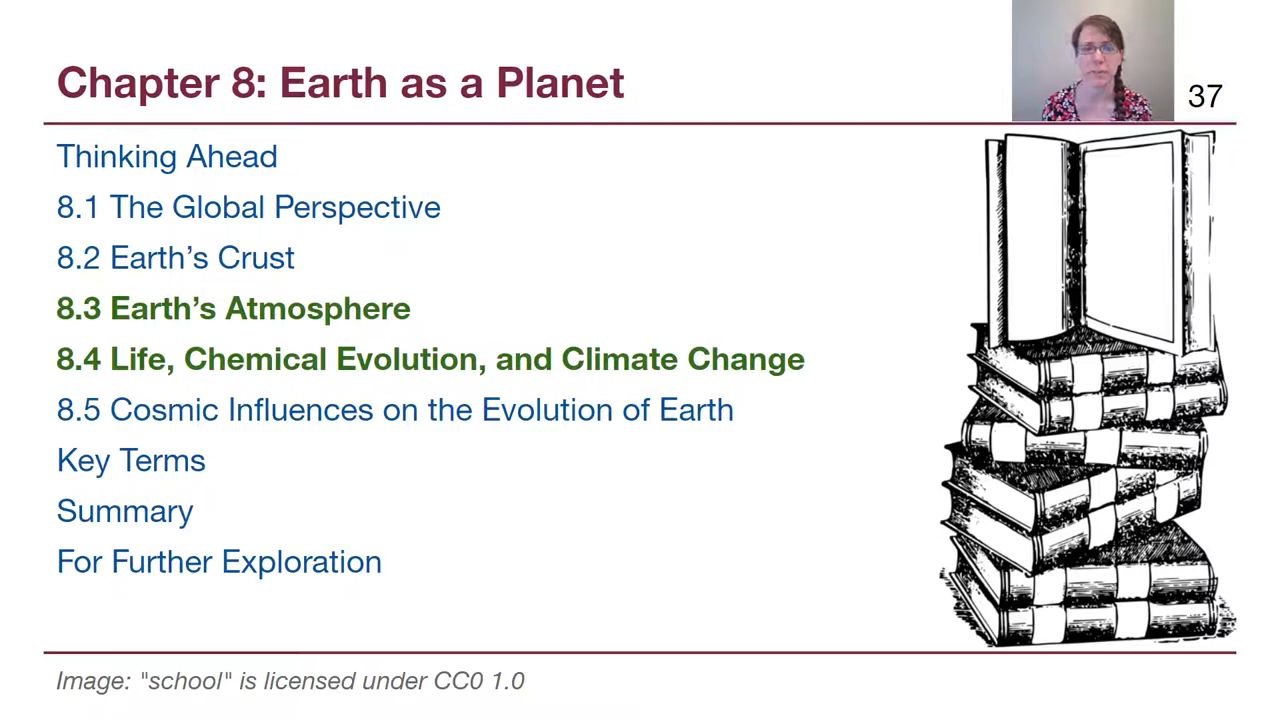 Chapter 8: Earth as a Planet
37
Thinking Ahead
8.1 The Global Perspective
8.2 Earth’s Crust
8.3 Earth’s Atmosphere
8.4 Life, Chemical Evolution, and Climate Change
8.5 Cosmic Influences on the Evolution of Earth
Key Terms
Summary
For Further Exploration
Image: "school" is licensed under CC0 1.0